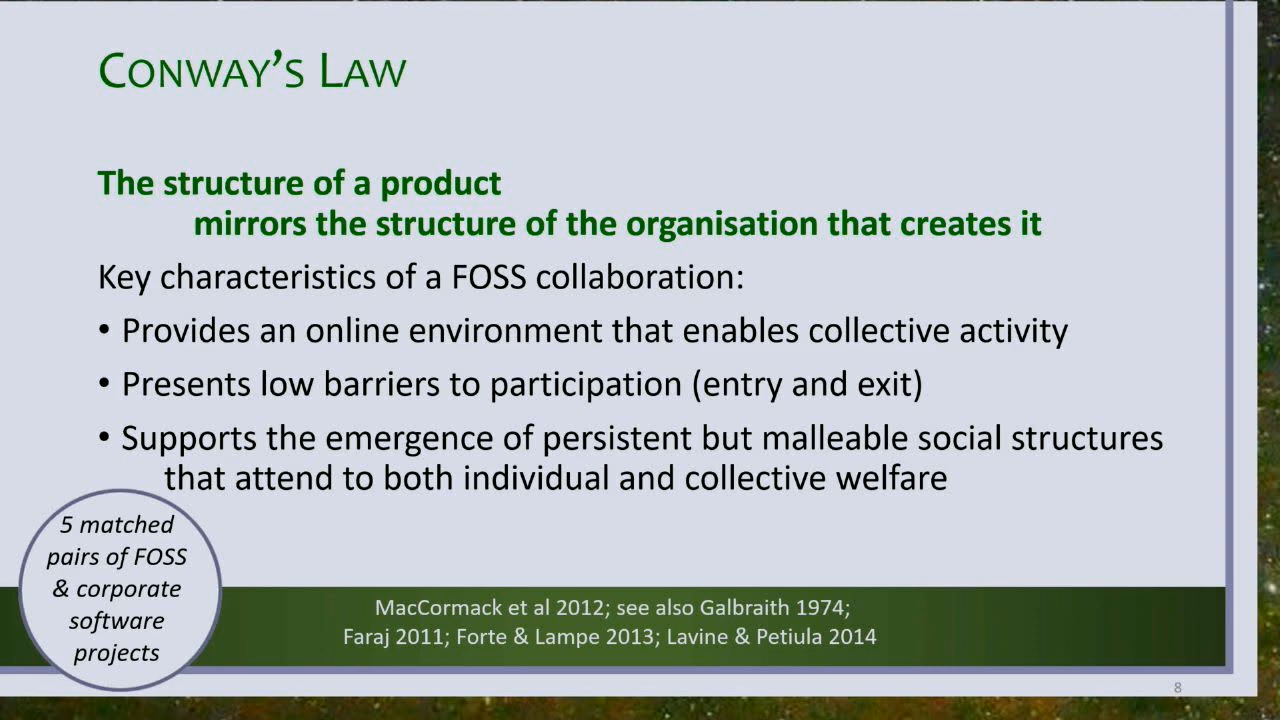 CONWAY'S LAW
The structure of a product
mirrors the structure of the organisation that creates it
Key characteristics of a FOSS collaboration:
• Provides an online environment that enables collective activity
• Presents low barriers to participation (entry and exit)
• Supports the emergence of persistent but malleable social structures
that attend to both individual and collective welfare
5 matched
pairs of FOSS
& corporate
software
projects
MacCormack et al 2012; see also Galbraith 1974;
Faraj 2011; Forte & Lampe 2013; Lavine & Petiula 2014
8